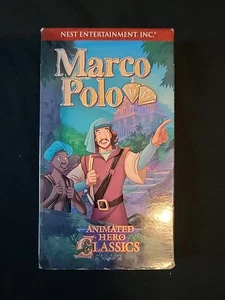 NEST ENTERTAINMENT, INC.
Marco
Polo
ANIMATED
HERO
CLASSICS